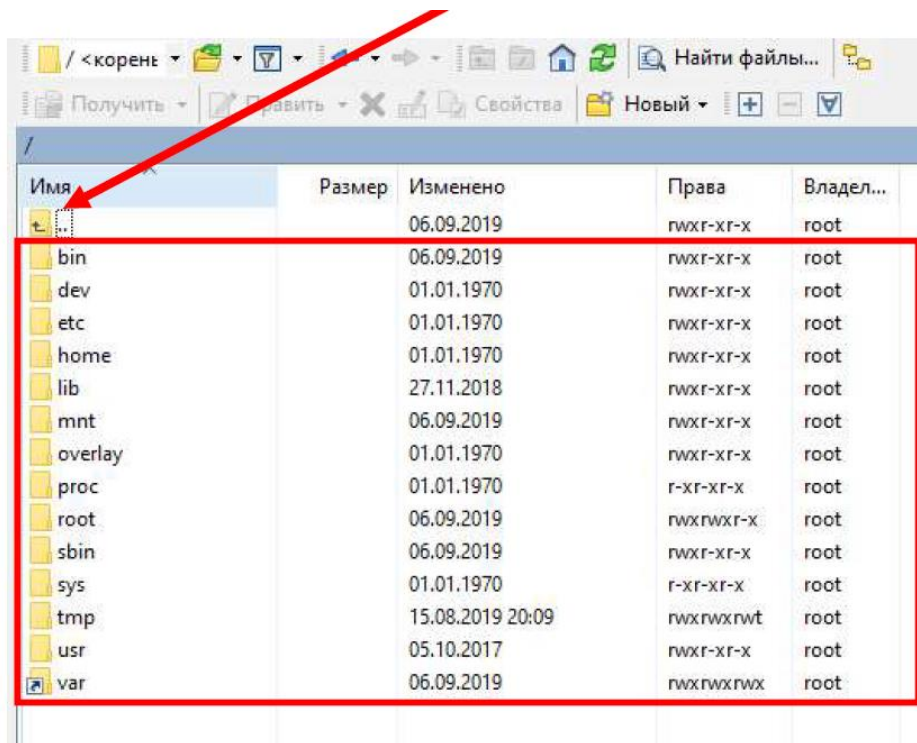 / <корень Найти файлы...
Получить Править Свойства Новый
/
Имя Размер Изменено Права Владел...
.. 06.09.2019 rwxr-xr-x root
bin 06.09.2019 rwxr-xr-x root
dev 01.01.1970 rwxr-xr-x root
etc 01.01.1970 rwxr-xr-x root
home 01.01.1970 rwxr-xr-x root
lib 27.11.2018 rwxr-xr-x root
mnt 06.09.2019 rwxr-xr-x root
overlay 01.01.1970 rwxr-xr-x root
proc 01.01.1970 r-xr-xr-x root
root 06.09.2019 rwxrwxr-x root
sbin 06.09.2019 rwxr-xr-x root
sys 01.01.1970 r-xr-xr-x root
tmp 15.08.2019 20:09 rwxrwxrwt root
usr 05.10.2017 rwxr-xr-x root
var 06.09.2019 rwxrwxrwx root